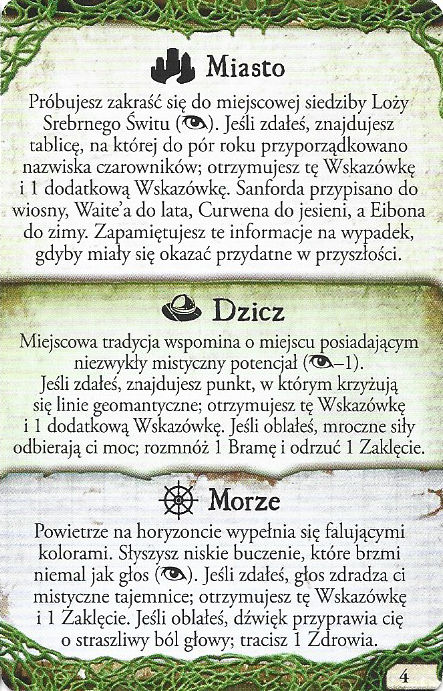 Miasto
Próbujesz zakraść się do miejscowej siedziby Loży
Srebrnego Świtu (). Jeśli zdałeś, znajdujesz
tablicę, na której do pór roku przyporządkowano
nazwiska czarowników; otrzymujesz tę Wskazówkę
i 1 dodatkową Wskazówkę. Sanforda przypisano do
wiosny, Waite'a do lata, Curwena do jesieni, a Eibona
do zimy. Zapamiętujesz te informacje na wypadek,
gdyby miały się okazać przydatne w przyszłości.
Dzicz
Miejscowa tradycja wspomina o miejscu posiadającym
niezwykły mistyczny potencjał (–1).
Jeśli zdałeś, znajdujesz punkt, w którym krzyżują
się linie geomantyczne; otrzymujesz tę Wskazówkę
i 1 dodatkową Wskazówkę. Jeśli oblałeś, mroczne siły
odbierają ci moc; rozmnóż 1 Bramę i odrzuć 1 Zaklęcie.
Morze
Powietrze na horyzoncie wypełnia się falującymi
kolorami. Słyszysz niskie buczenie, które brzmi
niemal jak głos (). Jeśli zdałeś, głos zdradza ci
mistyczne tajemnice; otrzymujesz tę Wskazówkę
i 1 Zaklęcie. Jeśli oblałeś, dźwięk przyprawia cię
o straszliwy ból głowy; tracisz 1 Zdrowia.
4